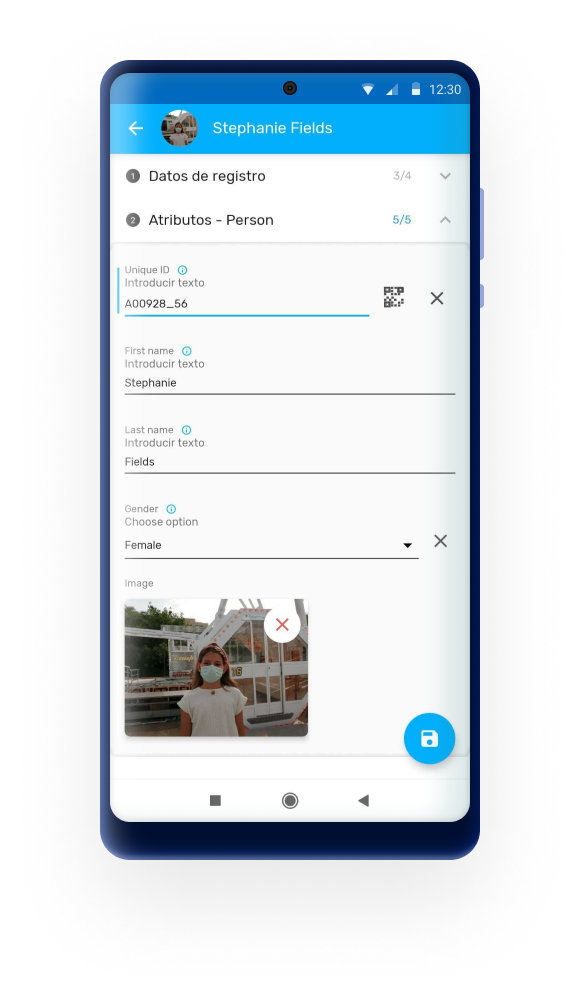 12:30
Stephanie Fields
1 Datos de registro 3/4
2 Atributos - Person 5/5
Unique ID
Introducir texto
A00928_56
First name
Introducir texto
Stephanie
Last name
Introducir texto
Fields
Gender
Choose option
Female
Image